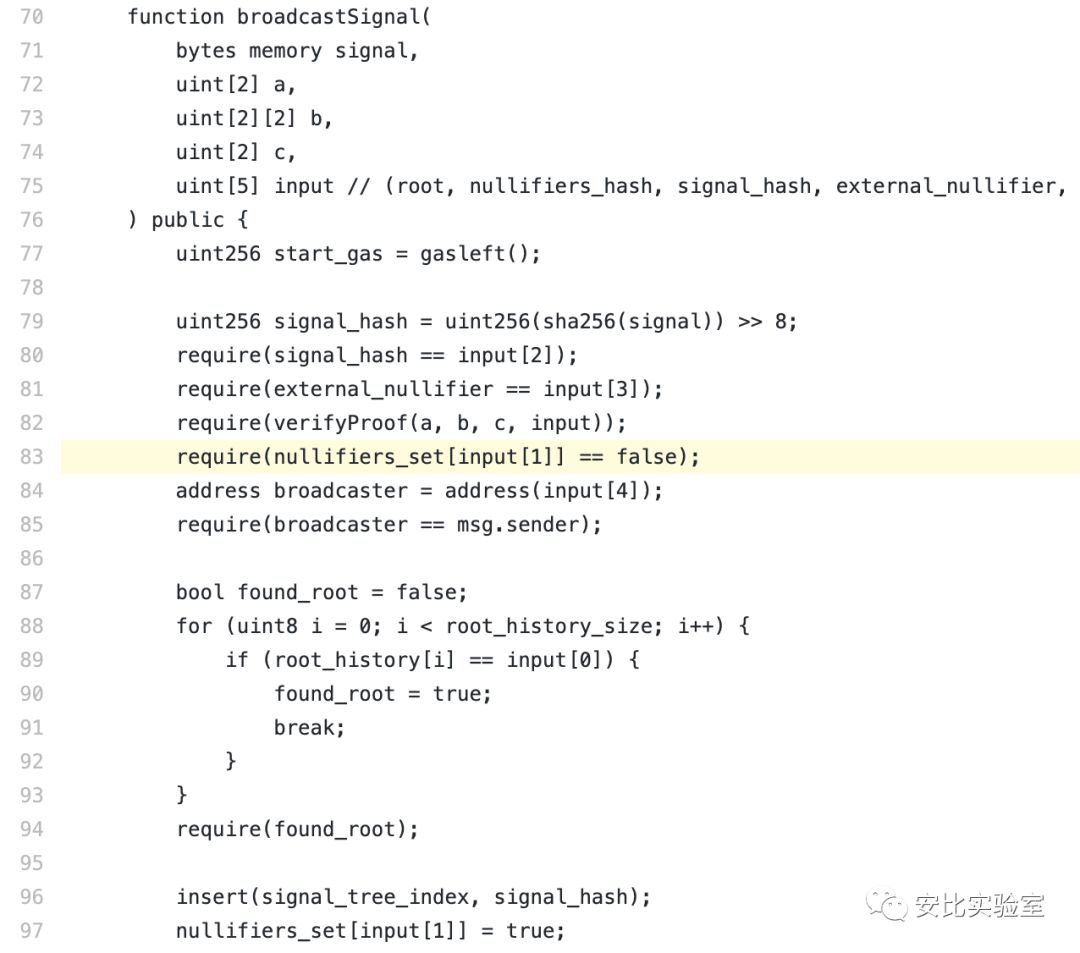 70 function broadcastSignal(
71 bytes memory signal,
72 uint[2] a,
73 uint[2][2] b,
74 uint[2] c,
75 uint[5] input // (root, nullifiers_hash, signal_hash, external_nullifier,
76 ) public {
77 uint256 start_gas = gasleft();
78
79 uint256 signal_hash = uint256(sha256(signal)) >> 8;
80 require(signal_hash == input[2]);
81 require(external_nullifier == input[3]);
82 require(verifyProof(a, b, c, input));
83 require(nullifiers_set[input[1]] == false);
84 address broadcaster = address(input[4]);
85 require(broadcaster == msg.sender);
86
87 bool found_root = false;
88 for (uint8 i = 0; i < root_history_size; i++) {
89 if (root_history[i] == input[0]) {
90 found_root = true;
91 break;
92 }
93 }
94 require(found_root);
95
96 insert(signal_tree_index, signal_hash);
97 nullifiers_set[input[1]] = true;
安比实验室